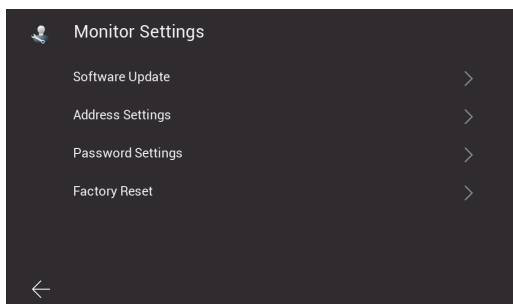 Monitor Settings
Software Update
Address Settings
Password Settings
Factory Reset